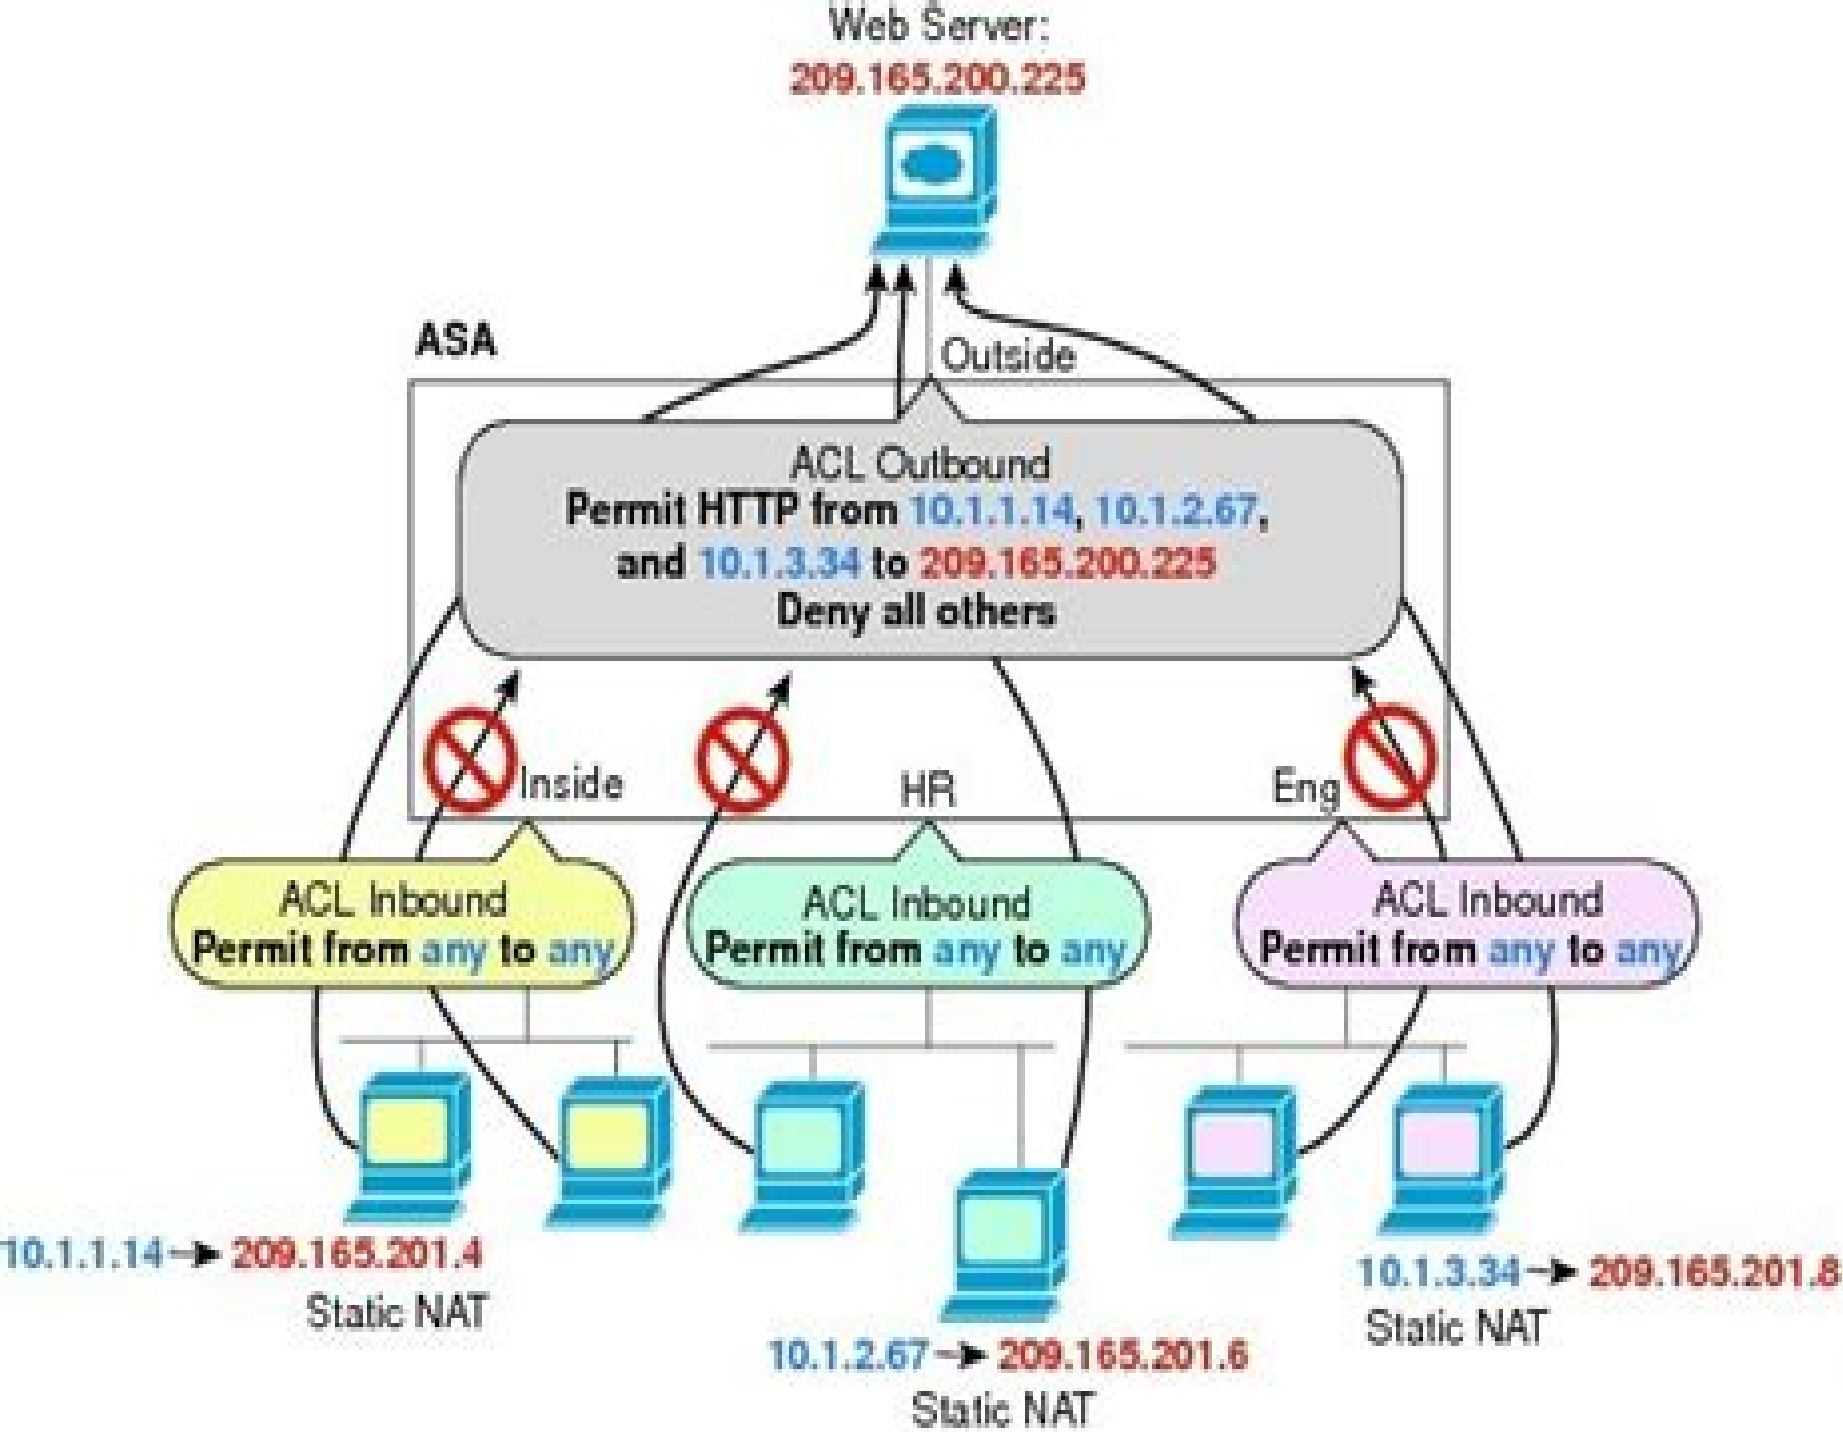 Web Server:
209.165.200.225
ASA
Outside
ACL Outbound
Permit HTTP from 10.1.1.14, 10.1.2.67,
and 10.1.3.34 to 209.165.200.225
Deny all others
Inside
HR
Eng
ACL Inbound
Permit from any to any
ACL Inbound
Permit from any to any
ACL Inbound
Permit from any to any
10.1.1.14 209.165.201.4
Static NAT
10.1.2.67 209.165.201.6
Static NAT
10.1.3.34 209.165.201.8
Static NAT